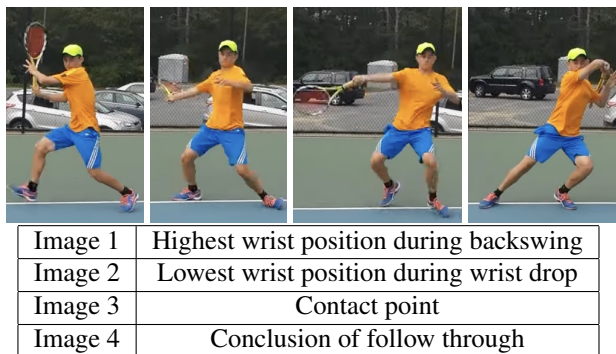 Image 1 Highest wrist position during backswing
Image 2 Lowest wrist position during wrist drop
Image 3 Contact point
Image 4 Conclusion of follow through